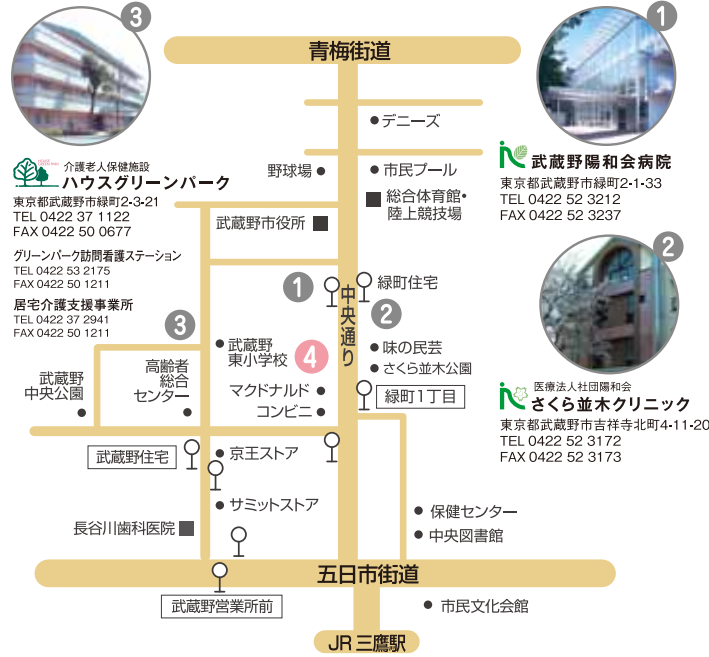 ③
①
青梅街道
デニーズ
野球場
市民プール
総合体育館・
陸上競技場
武蔵野市役所
介護老人保健施設
ハウスグリーンパーク
東京都武蔵野市緑町2-3-21
TEL 0422 37 1122
FAX 0422 50 0677
グリーンパーク訪問看護ステーション
TEL 0422 53 2175
FAX 0422 50 1211
居宅介護支援事業所
TEL 0422 37 2941
FAX 0422 50 1211
武蔵野陽和会病院
東京都武蔵野市緑町2-1-33
TEL 0422 52 3212
FAX 0422 52 3237
②
医療法人社団陽和会
さくら並木クリニック
東京都武蔵野市吉祥寺北町4-11-20
TEL 0422 52 3172
FAX 0422 52 3173
①
中央通り
緑町住宅
②
③
武蔵野
東小学校
④
味の民芸
さくら並木公園
武蔵野
中央公園
高齢者
総合
センター
マクドナルド
コンビニ
緑町1丁目
武蔵野住宅
京王ストア
サミットストア
長谷川歯科医院
保健センター
中央図書館
五日市街道
武蔵野営業所前
市民文化会館
JR 三鷹駅